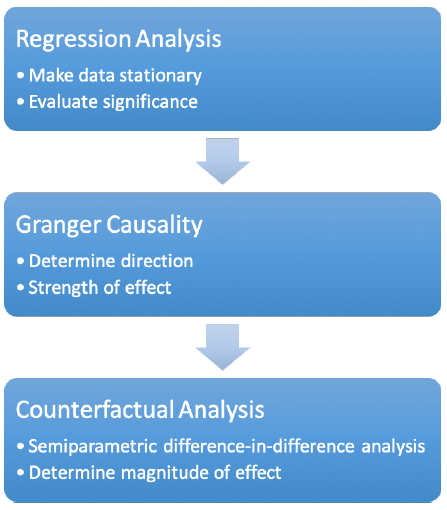 Regression Analysis
• Make data stationary
• Evaluate significance
Granger Causality
• Determine direction
• Strength of effect
Counterfactual Analysis
• Semiparametric difference-in-difference analysis
• Determine magnitude of effect